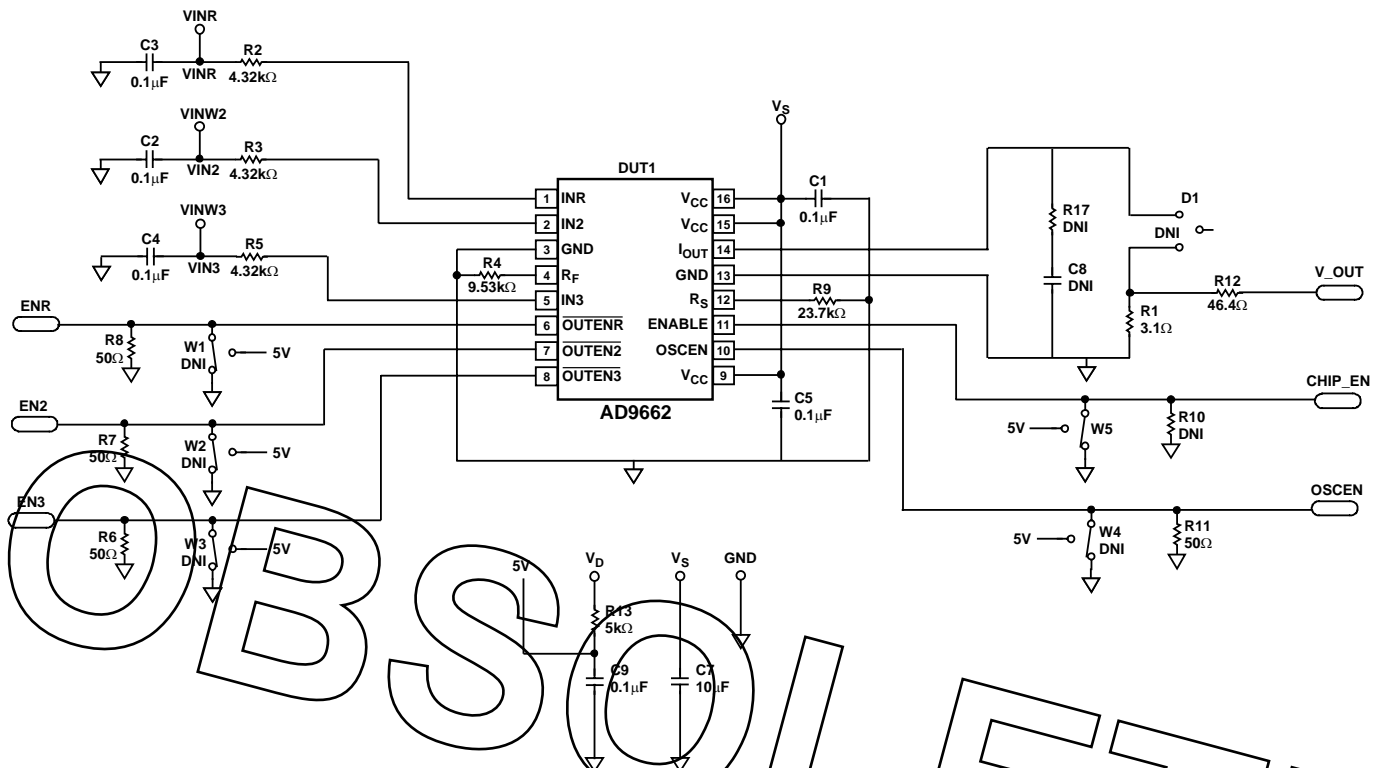 VINR
C3
0.1μF
VINR
R2
4.32kΩ
VINW2
C2
0.1μF
VIN2
R3
4.32kΩ
VINW3
C4
0.1μF
VIN3
R5
4.32kΩ
ENR
R8
50Ω
W1
DNI
5V
EN2
R7
50Ω
W2
DNI
5V
EN3
R6
50Ω
W3
DNI
5V
R4
9.53kΩ
DUT1
1 INR
2 IN2
3 GND
4 RF
5 IN3
6 OUTENR
7 OUTEN2
8 OUTEN3
VCC 16
VCC 15
IOUT 14
GND 13
RS 12
ENABLE 11
OSCEN 10
VCC 9
AD9662
VS
C1
0.1μF
R9
23.7kΩ
C5
0.1μF
R17
DNI
C8
DNI
D1
DNI
R1
3.1Ω
R12
46.4Ω
V_OUT
CHIP_EN
5V
W5
R10
DNI
OSCEN
5V
W4
DNI
R11
50Ω
5V
VD
R13
5kΩ
C9
0.1μF
VS
C7
10μF
GND
OBSOLET